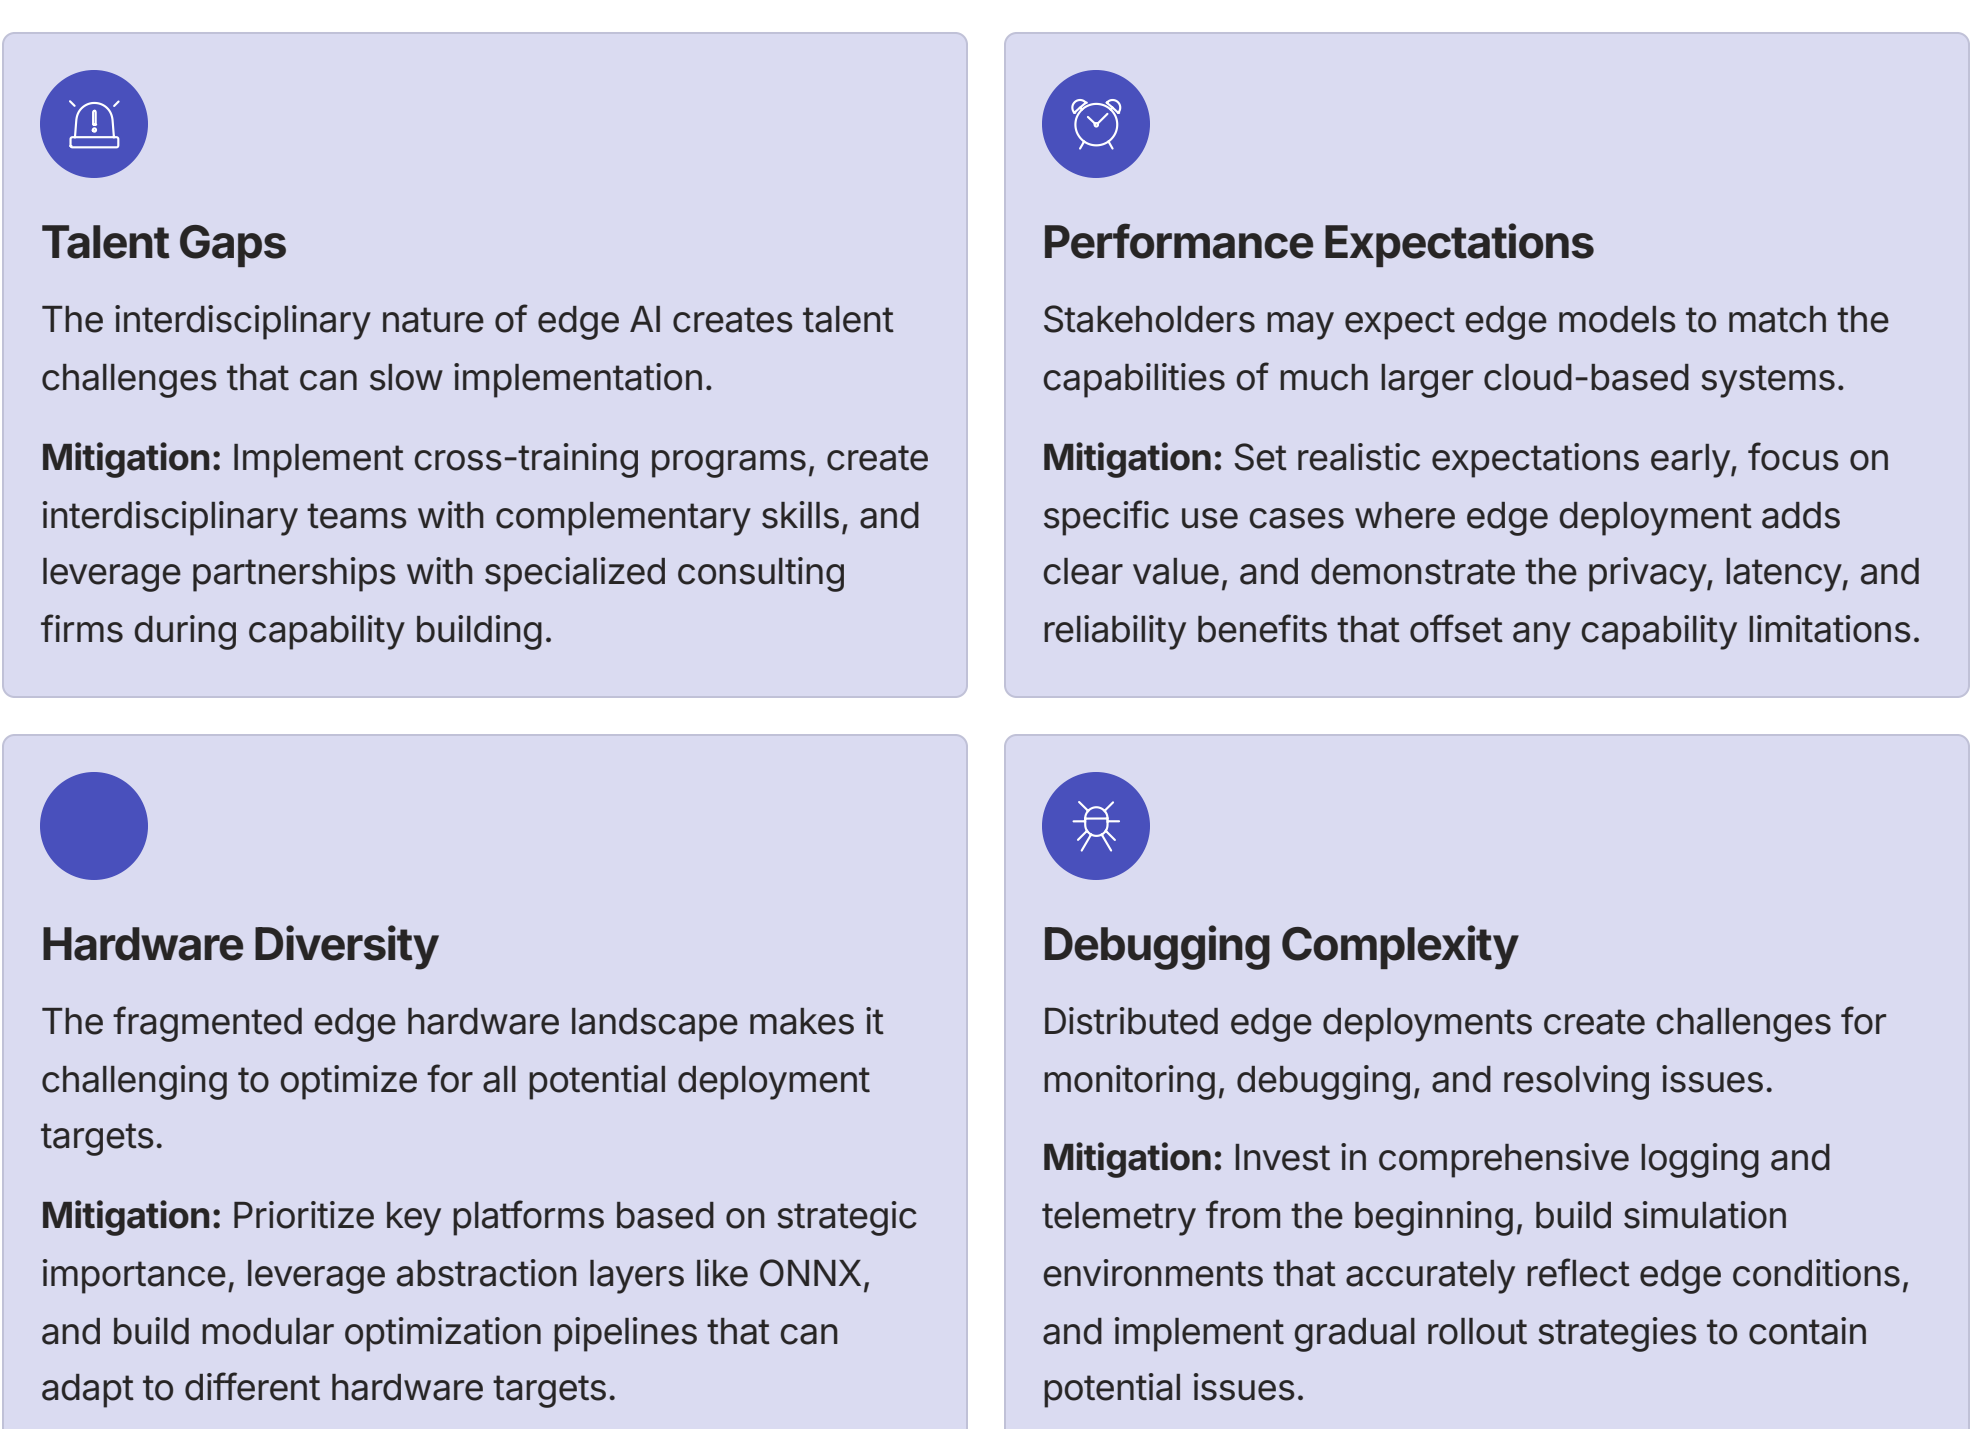 Talent Gaps
The interdisciplinary nature of edge AI creates talent
challenges that can slow implementation.
Mitigation: Implement cross-training programs, create
interdisciplinary teams with complementary skills, and
leverage partnerships with specialized consulting
firms during capability building.
Performance Expectations
Stakeholders may expect edge models to match the
capabilities of much larger cloud-based systems.
Mitigation: Set realistic expectations early, focus on
specific use cases where edge deployment adds
clear value, and demonstrate the privacy, latency, and
reliability benefits that offset any capability limitations.
Hardware Diversity
The fragmented edge hardware landscape makes it
challenging to optimize for all potential deployment
targets.
Mitigation: Prioritize key platforms based on strategic
importance, leverage abstraction layers like ONNX,
and build modular optimization pipelines that can
adapt to different hardware targets.
Debugging Complexity
Distributed edge deployments create challenges for
monitoring, debugging, and resolving issues.
Mitigation: Invest in comprehensive logging and
telemetry from the beginning, build simulation
environments that accurately reflect edge conditions,
and implement gradual rollout strategies to contain
potential issues.